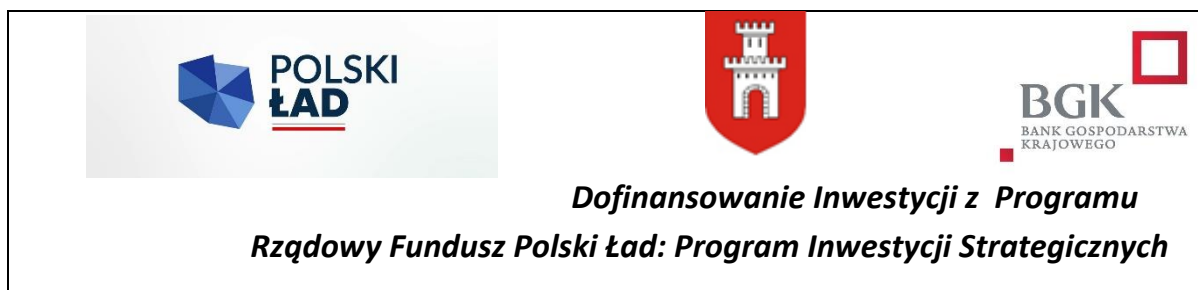 POLSKI
ŁAD
BGK
BANK GOSPODARSTWA
KRAJOWEGO
Dofinansowanie Inwestycji z Programu
Rządowy Fundusz Polski Ład: Program Inwestycji Strategicznych